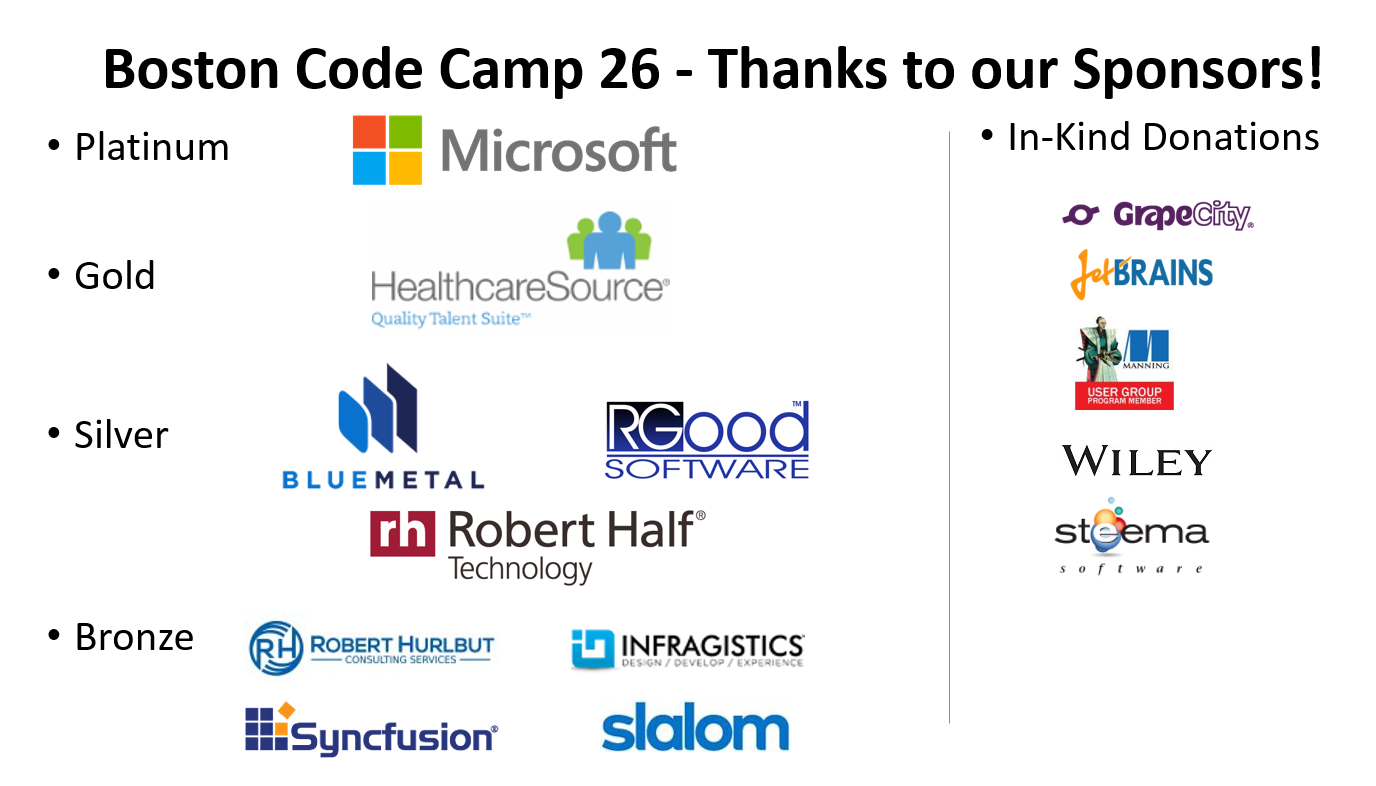 Boston Code Camp 26 - Thanks to our Sponsors!
• Platinum
Microsoft
• Gold
HealthcareSource®
Quality Talent Suite™
• Silver
BLUEMETAL
RGood™
SOFTWARE
rh Robert Half®
Technology
• Bronze
RH ROBERT HURLBUT
CONSULTING SERVICES
INFRAGISTICS
DESIGN / DEVELOP / EXPERIENCE
Syncfusion®
slalom
• In-Kind Donations
GrapeCity®
JetBRAINS
M
MANNING
USER GROUP
PROGRAM MEMBER
WILEY
steema
software